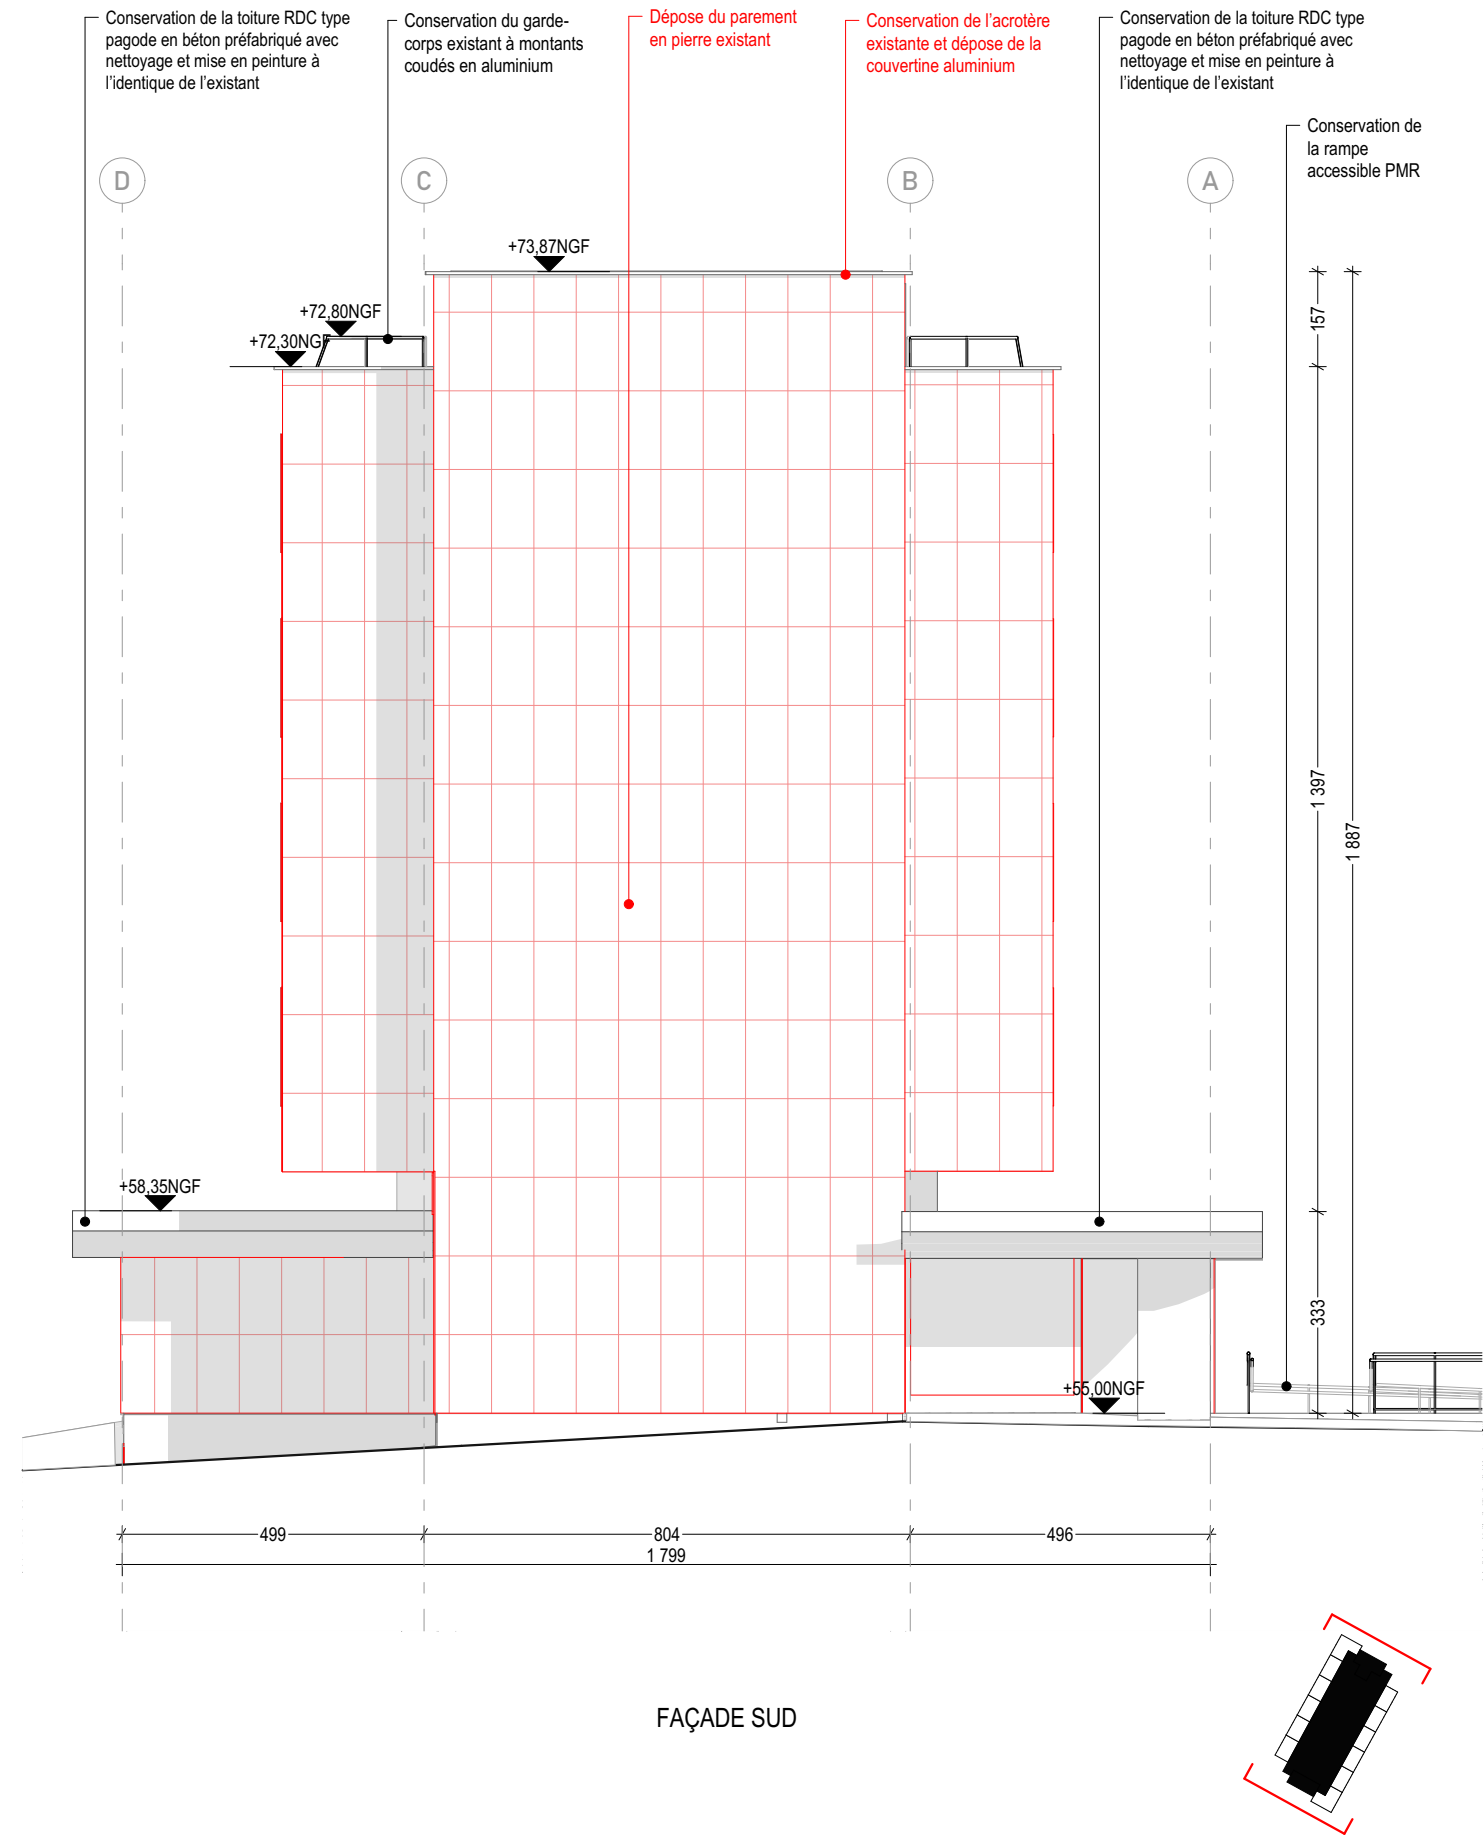 Conservation de la toiture RDC type
pagode en béton préfabriqué avec
nettoyage et mise en peinture à
l'identique de l'existant
Conservation du garde-
corps existant à montants
coudés en aluminium
Dépose du parement
en pierre existant
Conservation de l'acrotère
existante et dépose de la
couvertine aluminium
Conservation de la toiture RDC type
pagode en béton préfabriqué avec
nettoyage et mise en peinture à
l'identique de l'existant
Conservation de
la rampe
accessible PMR
D
C
B
A
+73,87NGF
+72,80NGF
+72,30NGF
157
1 397
1 887
+58,35NGF
333
+55,00NGF
499
804
496
1 799
FAÇADE SUD